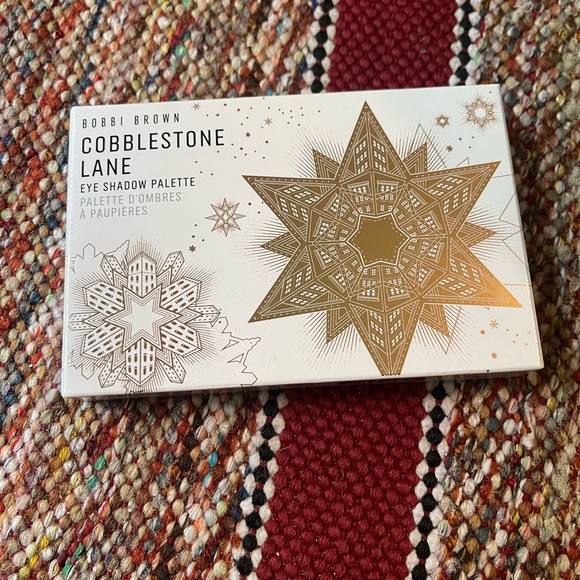 BOBBI BROWN
COBBLESTONE
LANE
EYE SHADOW PALETTE
PALETTE D'OMBRES
À PAUPIÈRES